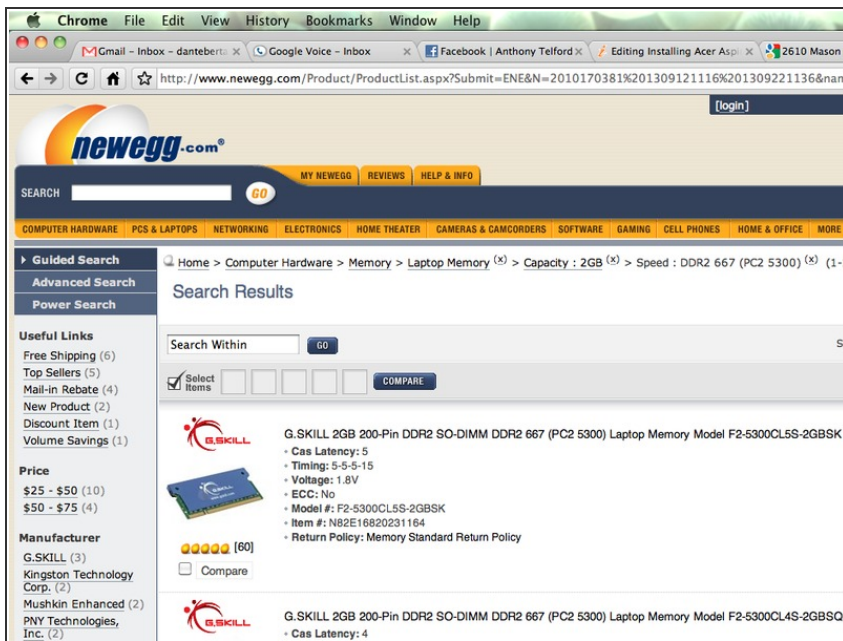 Chrome File Edit View History Bookmarks Window Help
Gmail - Inbox - danteberta Google Voice - Inbox Facebook | Anthony Telford Editing Installing Acer Aspi 2610 Mason
http://www.newegg.com/Product/ProductList.aspx?Submit=ENE&N=2010170381%201309121116%201309221136&nan
[login]
newegg.com®
MY NEWEGG REVIEWS HELP & INFO
SEARCH GO
COMPUTER HARDWARE PCS & LAPTOPS NETWORKING ELECTRONICS HOME THEATER CAMERAS & CAMCORDERS SOFTWARE GAMING CELL PHONES HOME & OFFICE MORE
Guided Search
Advanced Search
Power Search
Home > Computer Hardware > Memory > Laptop Memory (x) > Capacity : 2GB (x) > Speed : DDR2 667 (PC2 5300) (x) (1-
Search Results
Useful Links
Free Shipping (6)
Top Sellers (5)
Mail-in Rebate (4)
New Product (2)
Discount Item (1)
Volume Savings (1)
Price
$25 - $50 (10)
$50 - $75 (4)
Manufacturer
G.SKILL (3)
Kingston Technology
Corp. (2)
Mushkin Enhanced (2)
PNY Technologies,
Inc. (2)
Search Within GO
S
Select
Items
COMPARE
G.SKILL
G.SKILL 2GB 200-Pin DDR2 SO-DIMM DDR2 667 (PC2 5300) Laptop Memory Model F2-5300CL5S-2GBSK
Cas Latency: 5
Timing: 5-5-5-15
Voltage: 1.8V
ECC: No
Model #: F2-5300CL5S-2GBSK
Item #: N82E16820231164
Return Policy: Memory Standard Return Policy
[60]
Compare
G.SKILL
G.SKILL 2GB 200-Pin DDR2 SO-DIMM DDR2 667 (PC2 5300) Laptop Memory Model F2-5300CL4S-2GBSQ
Cas Latency: 4